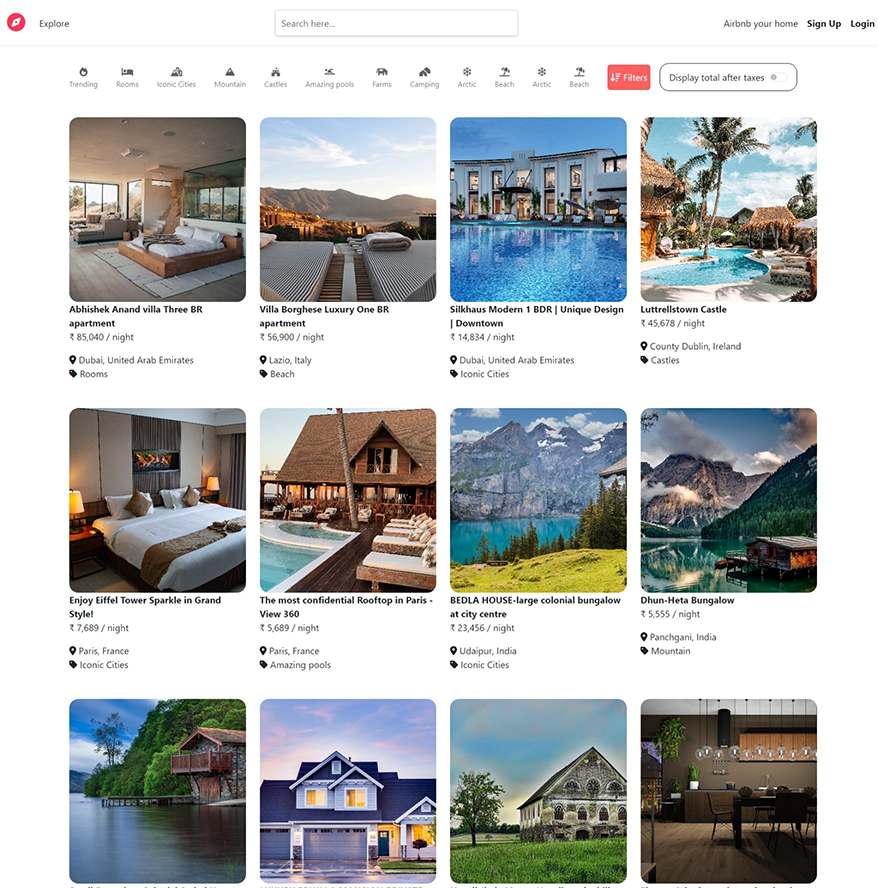 Explore
Search here...
Airbnb your home Sign Up Login
Trending Rooms Iconic Cities Mountain Castles Amazing pools Farms Camping Arctic Beach Arctic Beach Filters Display total after taxes
Abhishek Anand villa Three BR
apartment
₹ 85,040 / night
Dubai, United Arab Emirates
Rooms
Villa Borghese Luxury One BR
apartment
₹ 56,900 / night
Lazio, Italy
Beach
Silkhaus Modern 1 BDR | Unique Design
| Downtown
₹ 14,834 / night
Dubai, United Arab Emirates
Iconic Cities
Luttrellstown Castle
₹ 45,678 / night
County Dublin, Ireland
Castles
Enjoy Eiffel Tower Sparkle in Grand
Style!
₹ 7,689 / night
Paris, France
Iconic Cities
The most confidential Rooftop in Paris -
View 360
₹ 5,689 / night
Paris, France
Amazing pools
BEDLA HOUSE-large colonial bungalow
at city centre
₹ 23,456 / night
Udaipur, India
Iconic Cities
Dhun-Heta Bungalow
₹ 5,555 / night
Panchgani, India
Mountain